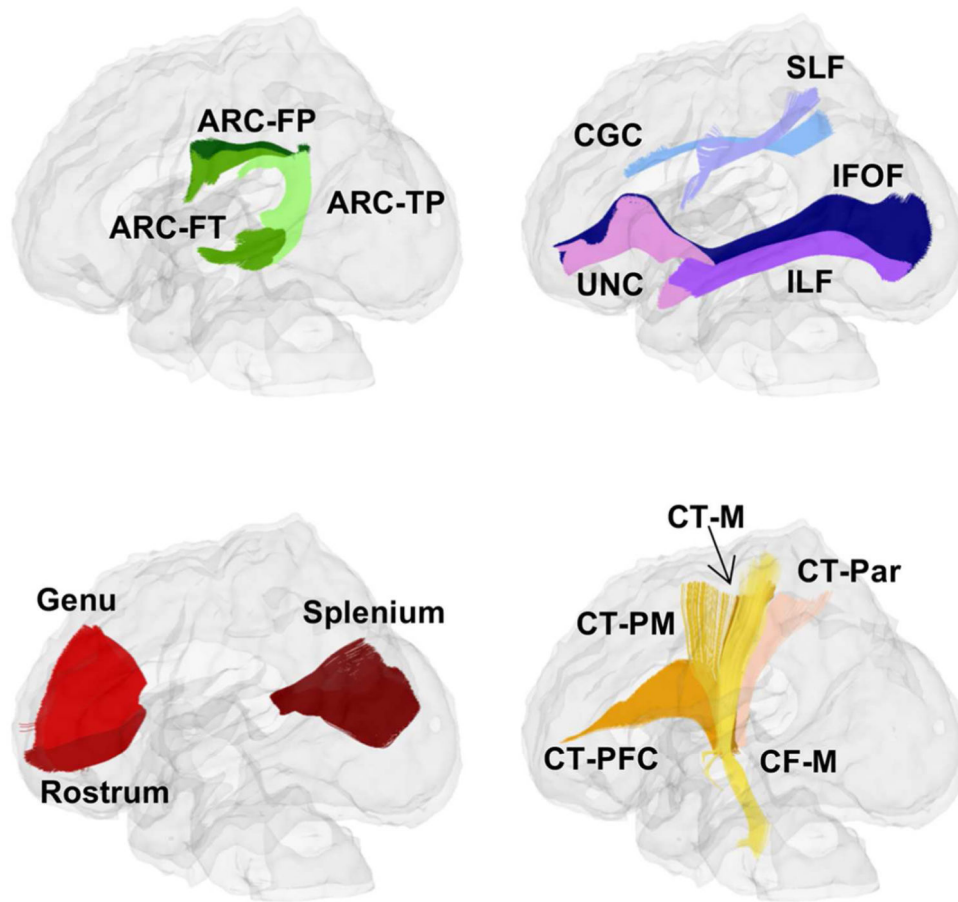 ARC-FP
ARC-FT
ARC-TP
SLF
CGC
IFOF
UNC
ILF
Genu
Splenium
Rostrum
CT-M
CT-Par
CT-PM
CT-PFC
CF-M